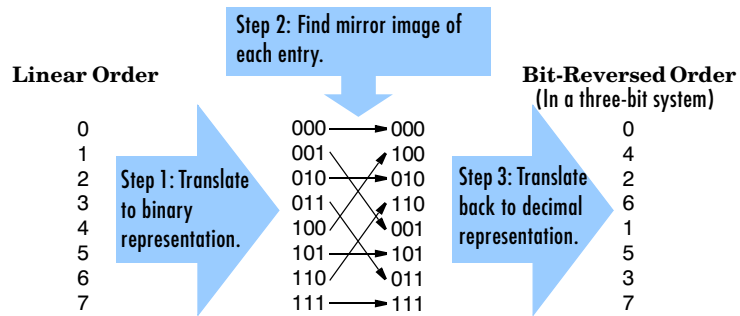 Step 2: Find mirror image of
each entry.
Linear Order
Bit-Reversed Order
(In a three-bit system)
0 000 000 0
1 001 100 4
2 010 010 2
3 011 110 6
4 100 001 1
5 101 101 5
6 110 011 3
7 111 111 7
Step 1: Translate
to binary
representation.
Step 3: Translate
back to decimal
representation.